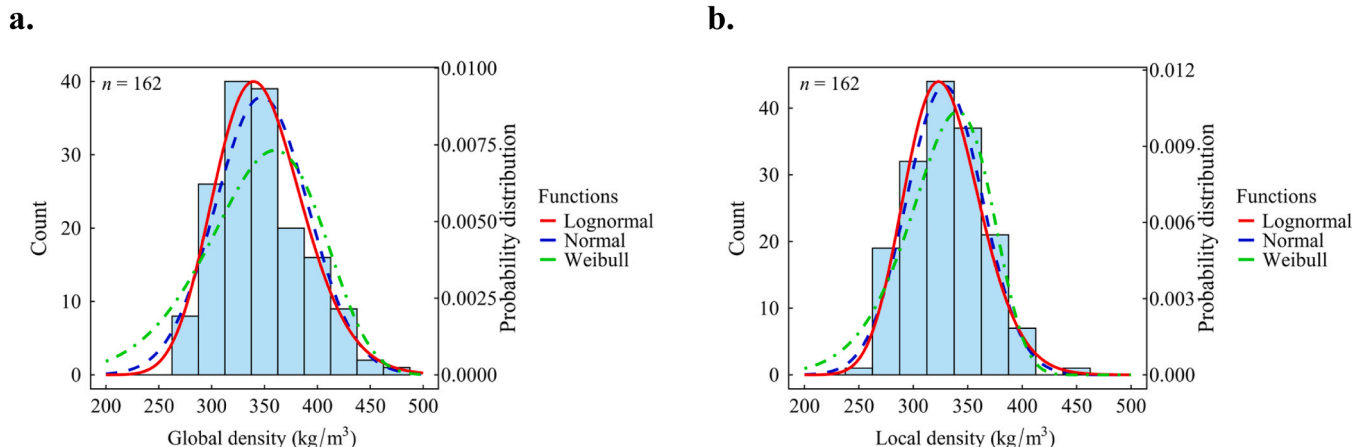 a.
n = 162
Count
40
30
20
10
0
0.0100
0.0075
0.0050
0.0025
0.0000
Probability distribution
200 250 300 350 400 450 500
Global density (kg/m³)
Functions
Lognormal
Normal
Weibull
b.
n = 162
Count
40
30
20
10
0
0.012
0.009
0.006
0.003
0.000
Probability distribution
200 250 300 350 400 450 500
Local density (kg/m³)
Functions
Lognormal
Normal
Weibull